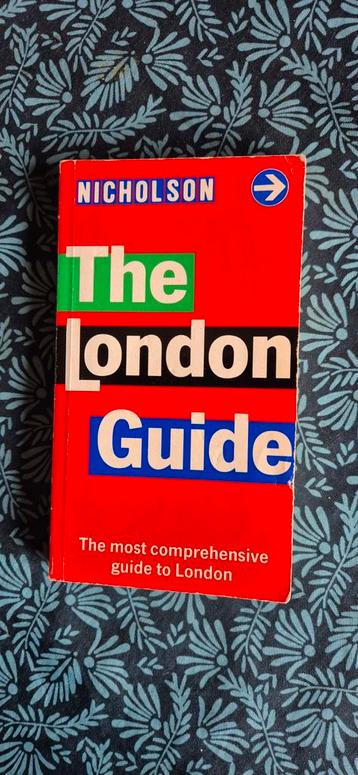 NICHOLSON
The
London
Guide
The most comprehensive
guide to London